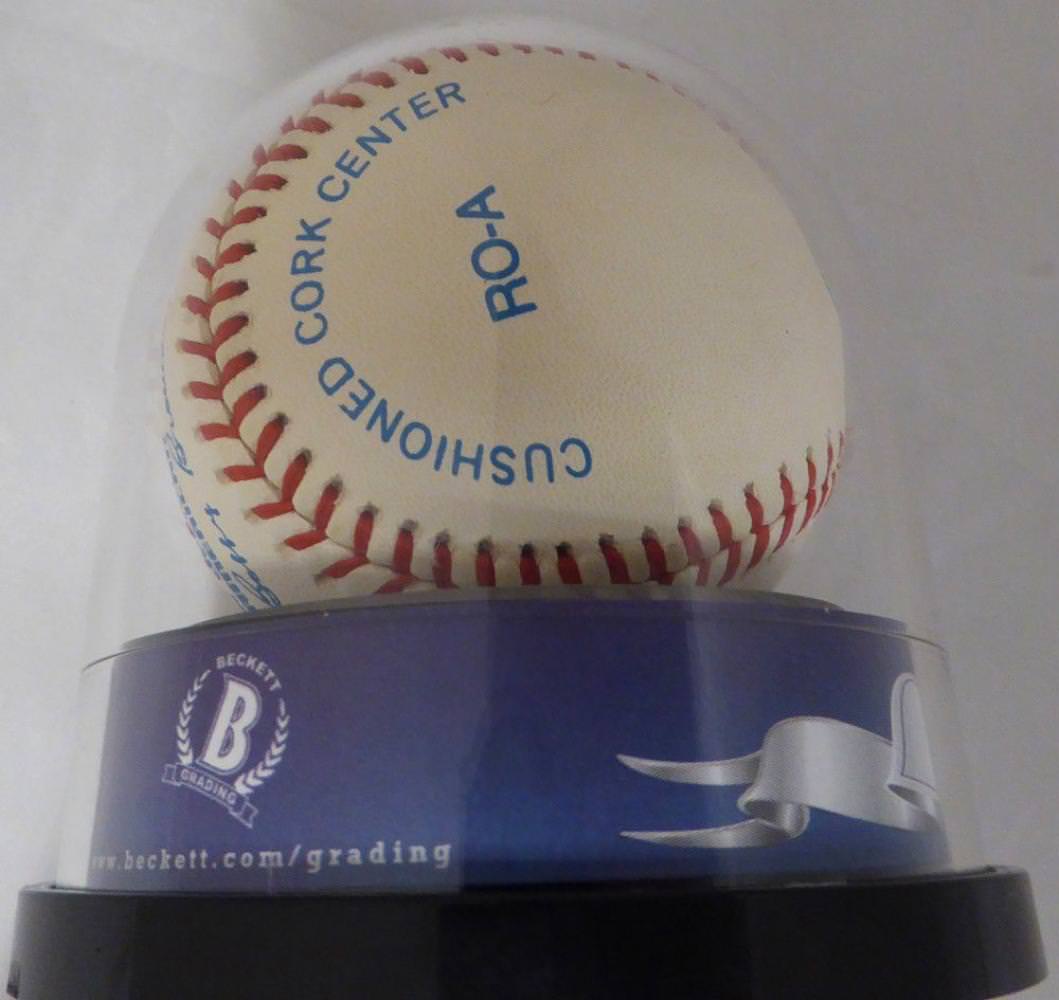 CUSHIONED CORK CENTER
RO-A
BECKETT
B
GRADING
www.beckett.com/grading